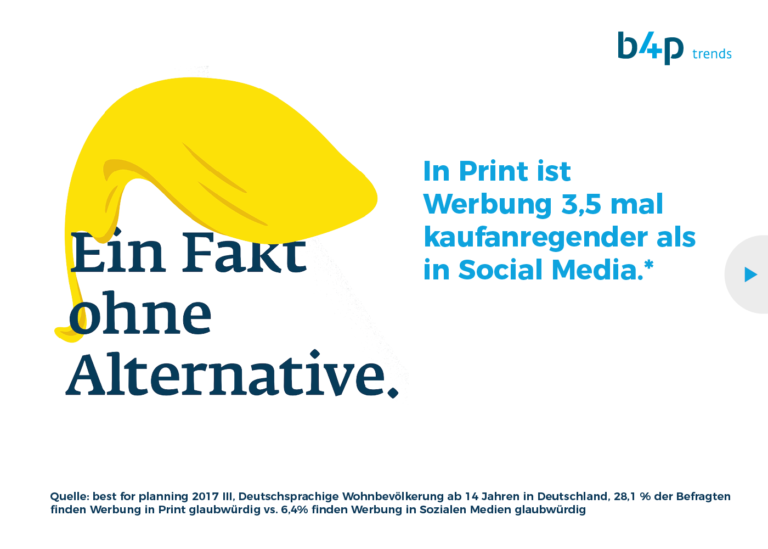 b4p trends
In Print ist
Werbung 3,5 mal
kaufanregender als
in Social Media.*
Ein Fakt
ohne
Alternative.
Quelle: best for planning 2017 III, Deutschsprachige Wohnbevölkerung ab 14 Jahren in Deutschland, 28,1 % der Befragten
finden Werbung in Print glaubwürdig vs. 6,4% finden Werbung in Sozialen Medien glaubwürdig